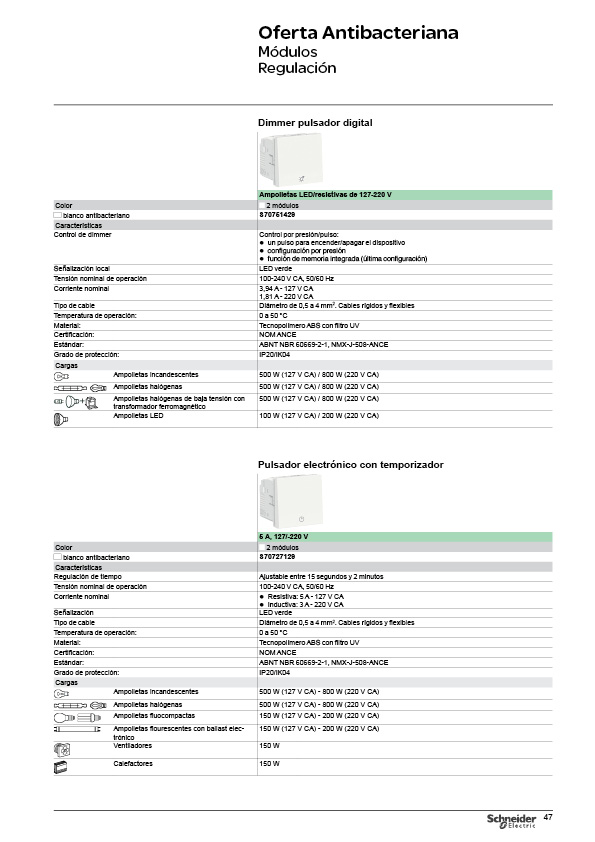 Oferta Antibacteriana
Módulos
Regulación
Dimmer pulsador digital
Ampolletas LED/resistivas de 127-220 V
Color 2 módulos
blanco antibacteriano S70761429
Características
Control de dimmer Control por presión/pulso:
● un pulso para encender/apagar el dispositivo
● configuración por presión
● función de memoria integrada (última configuración)
Señalización local LED verde
Tensión nominal de operación 100-240 V CA, 50/60 Hz
Corriente nominal 3,94 A - 127 V CA
1,81 A - 220 V CA
Tipo de cable Diámetro de 0,5 a 4 mm². Cables rígidos y flexibles
Temperatura de operación: 0 a 50 °C
Material: Tecnopolímero ABS con filtro UV
Certificación: NOM ANCE
Estándar: ABNT NBR 60669-2-1, NMX-J-508-ANCE
Grado de protección: IP20/IK04
Cargas
Ampolletas incandescentes 500 W (127 V CA) / 800 W (220 V CA)
Ampolletas halógenas 500 W (127 V CA) / 800 W (220 V CA)
Ampolletas halógenas de baja tensión con 500 W (127 V CA) / 800 W (220 V CA)
transformador ferromagnético
Ampolletas LED 100 W (127 V CA) / 200 W (220 V CA)
Pulsador electrónico con temporizador
5 A, 127/-220 V
Color 2 módulos
blanco antibacteriano S70727129
Características
Regulación de tiempo Ajustable entre 15 segundos y 2 minutos
Tensión nominal de operación 100-240 V CA, 50/60 Hz
Corriente nominal ● Resistiva: 5 A - 127 V CA
● Inductiva: 3 A - 220 V CA
Señalización LED verde
Tipo de cable Diámetro de 0,5 a 4 mm². Cables rígidos y flexibles
Temperatura de operación: 0 a 50 °C
Material: Tecnopolímero ABS con filtro UV
Certificación: NOM ANCE
Estándar: ABNT NBR 60669-2-1, NMX-J-508-ANCE
Grado de protección: IP20/IK04
Cargas
Ampolletas incandescentes 500 W (127 V CA) - 800 W (220 V CA)
Ampolletas halógenas 500 W (127 V CA) - 800 W (220 V CA)
Ampolletas fluocompactas 150 W (127 V CA) - 200 W (220 V CA)
Ampolletas flourescentes con ballast elec- 150 W (127 V CA) - 200 W (220 V CA)
trónico
Ventiladores 150 W
Calefactores 150 W
Schneider Electric 47